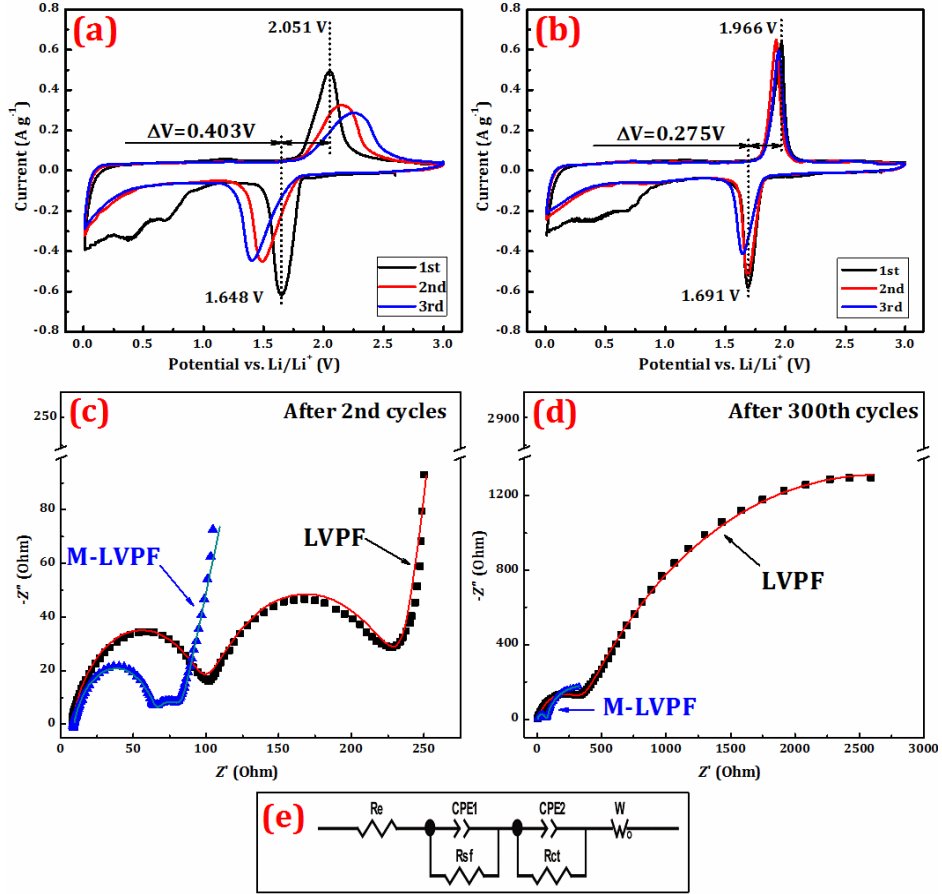 (a)
2.051 V
ΔV=0.403V
1.648 V
1st
2nd
3rd
0.8
0.6
0.4
0.2
0.0
-0.2
-0.4
-0.6
-0.8
Current (A g⁻¹)
0.0 0.5 1.0 1.5 2.0 2.5 3.0
Potential vs. Li/Li⁺ (V)
(b)
1.966 V
ΔV=0.275V
1.691 V
1st
2nd
3rd
0.8
0.6
0.4
0.2
0.0
-0.2
-0.4
-0.6
-0.8
Current (A g⁻¹)
0.0 0.5 1.0 1.5 2.0 2.5 3.0
Potential vs. Li/Li⁺ (V)
(c)
After 2nd cycles
M-LVPF
LVPF
250
80
60
40
20
0
-Z" (Ohm)
0 50 100 150 200 250
Z' (Ohm)
(d)
After 300th cycles
LVPF
M-LVPF
2900
1200
800
400
0
-Z" (Ohm)
0 500 1000 1500 2000 2500 3000
Z' (Ohm)
(e)
Re CPE1 CPE2 W
o
Rsf Rct